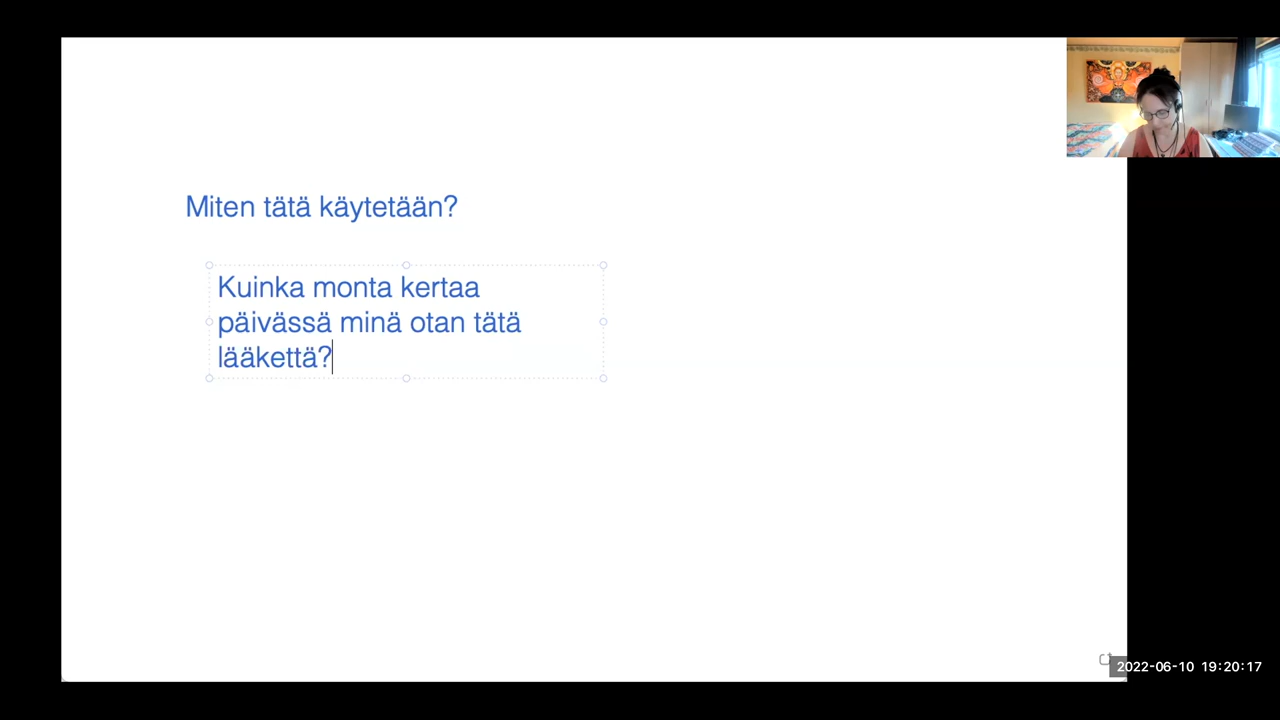 Miten tätä käytetään?
Kuinka monta kertaa
päivässä minä otan tätä
lääkettä?
2022-06-10 19:20:17